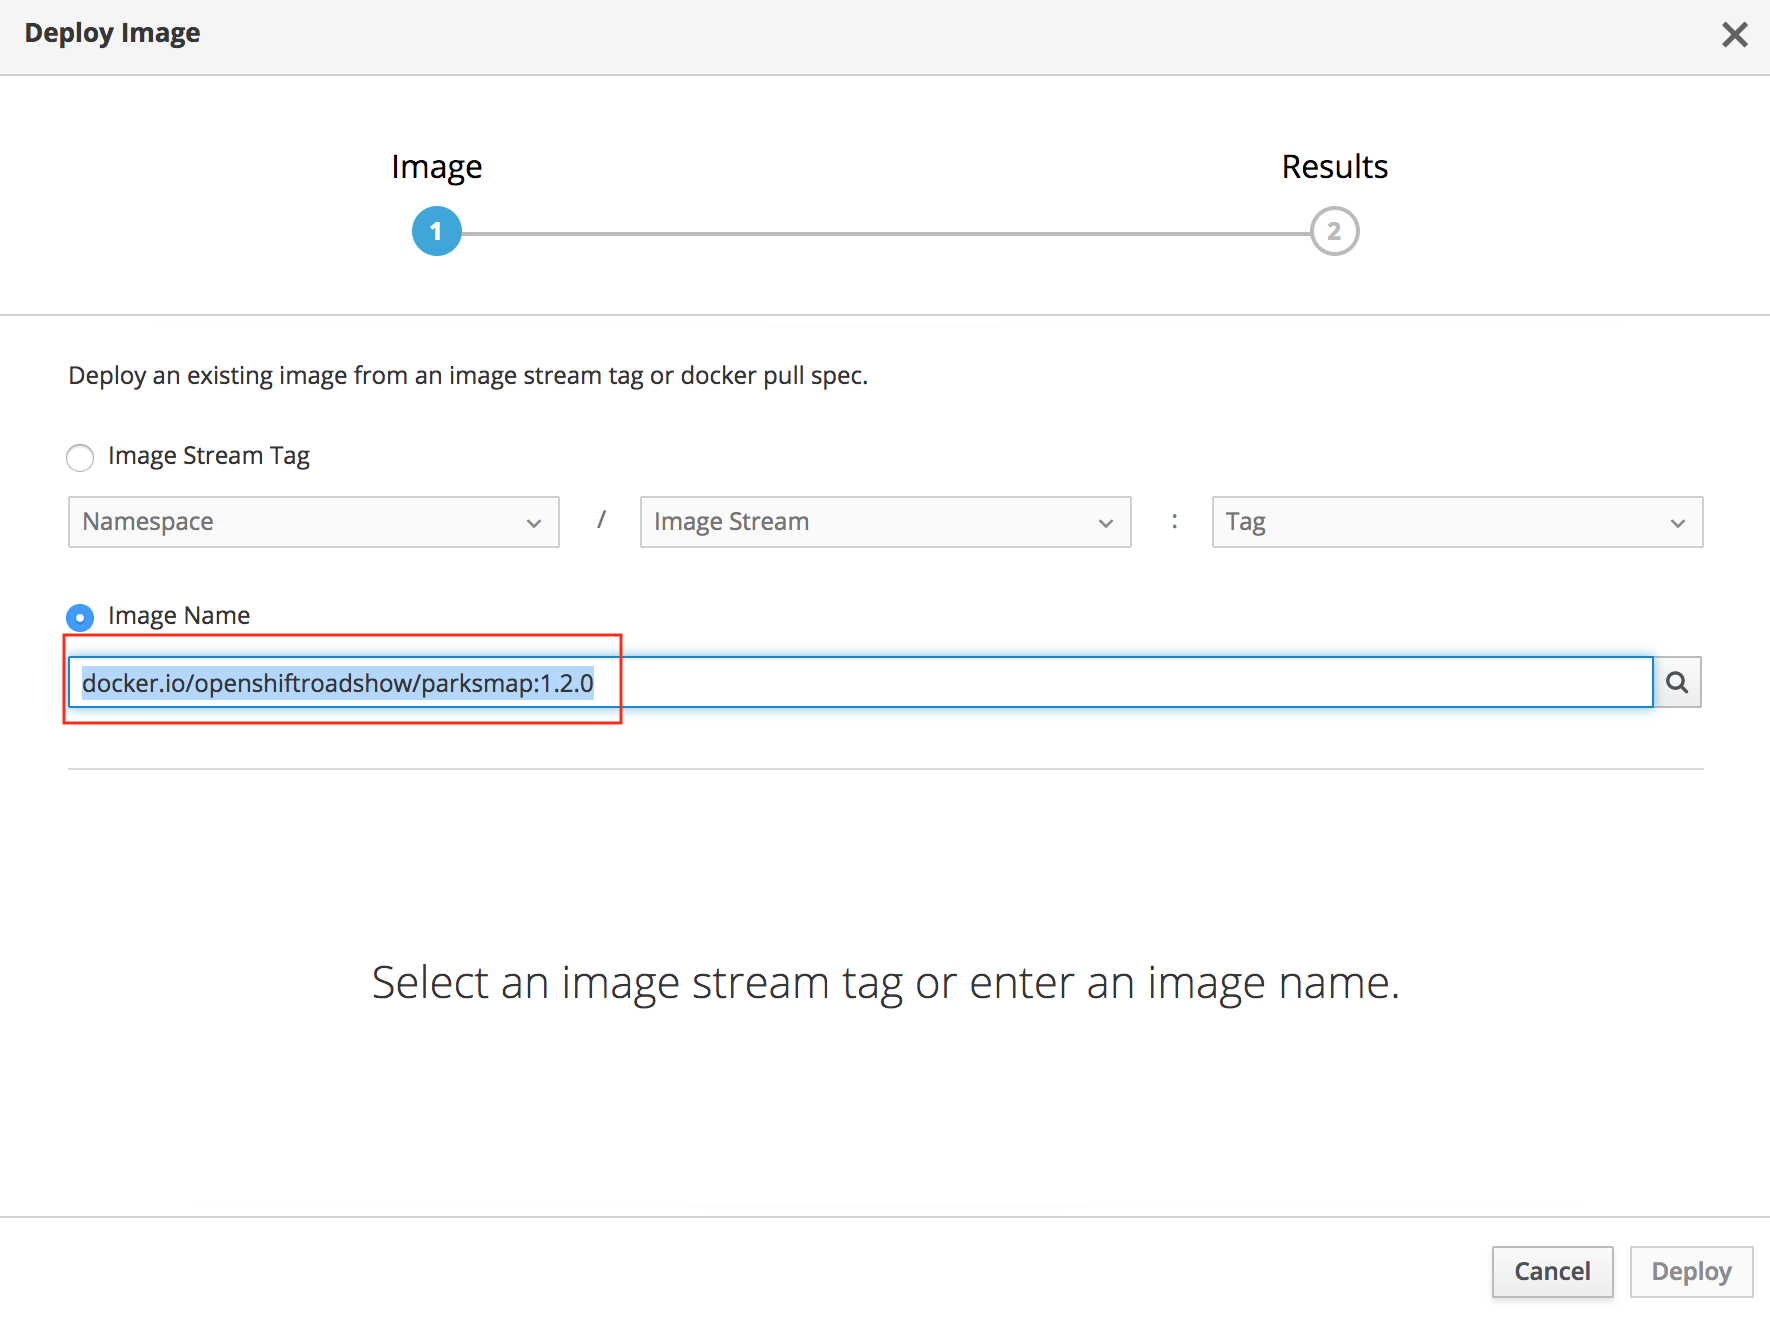 Deploy Image
Image
Results
1
2
Deploy an existing image from an image stream tag or docker pull spec.
Image Stream Tag
Namespace / Image Stream : Tag
Image Name
docker.io/openshiftroadshow/parksmap:1.2.0
Select an image stream tag or enter an image name.
Cancel
Deploy